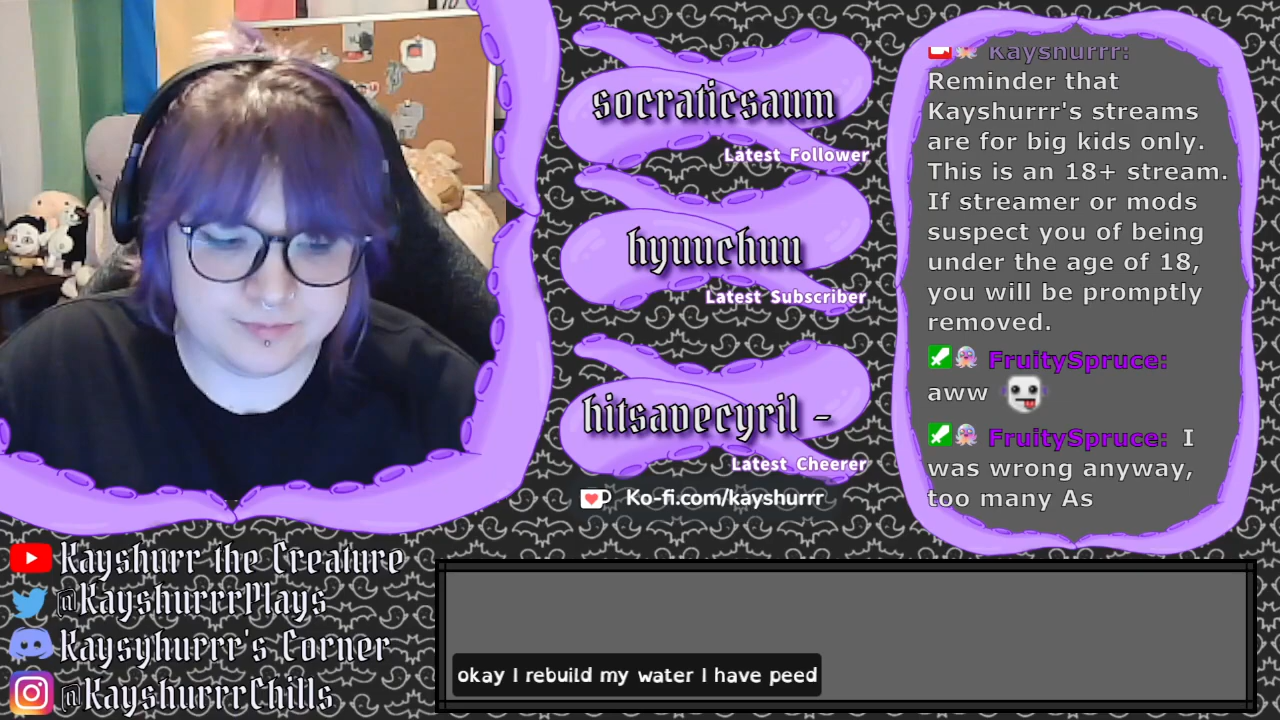 socraticsaum
Latest Follower
hyuuchuu
Latest Subscriber
hitsavecyril -
Latest Cheerer
Ko-fi.com/kayshurrr
Kayshurrr:
Reminder that
Kayshurrr's streams
are for big kids only.
This is an 18+ stream.
If streamer or mods
suspect you of being
under the age of 18,
you will be promptly
removed.
FruitySpruce:
aww
FruitySpruce: I
was wrong anyway,
too many As
Kayshurr the Creature
@KayshurrrPlays
Kaysyhurrr's Corner
@KayshurrrChills
okay I rebuild my water I have peed